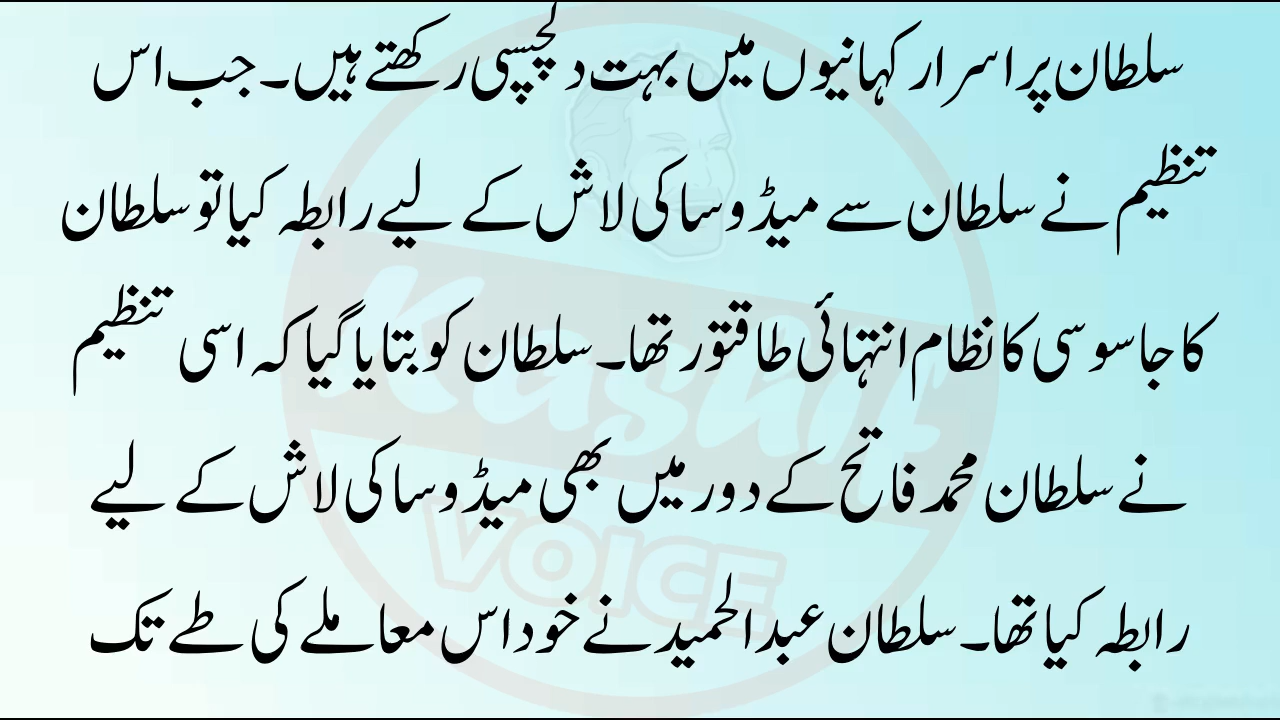 سلطان پر اسرار کہانیوں میں بہت دلچسپی رکھتے ہیں۔ جب اس
تنظیم نے سلطان سے میڈوسا کی لاش کے لیے رابطہ کیا تو سلطان
کا جاسوسی کا نظام انتہائی طاقتور تھا۔ سلطان کو بتایا گیا کہ اسی تنظیم
نے سلطان محمد فاتح کے دور میں بھی میڈوسا کی لاش کے لیے
رابطہ کیا تھا۔ سلطان عبدالحمید نے خود اس معاملے کی طے تک
Kashif
VOICE